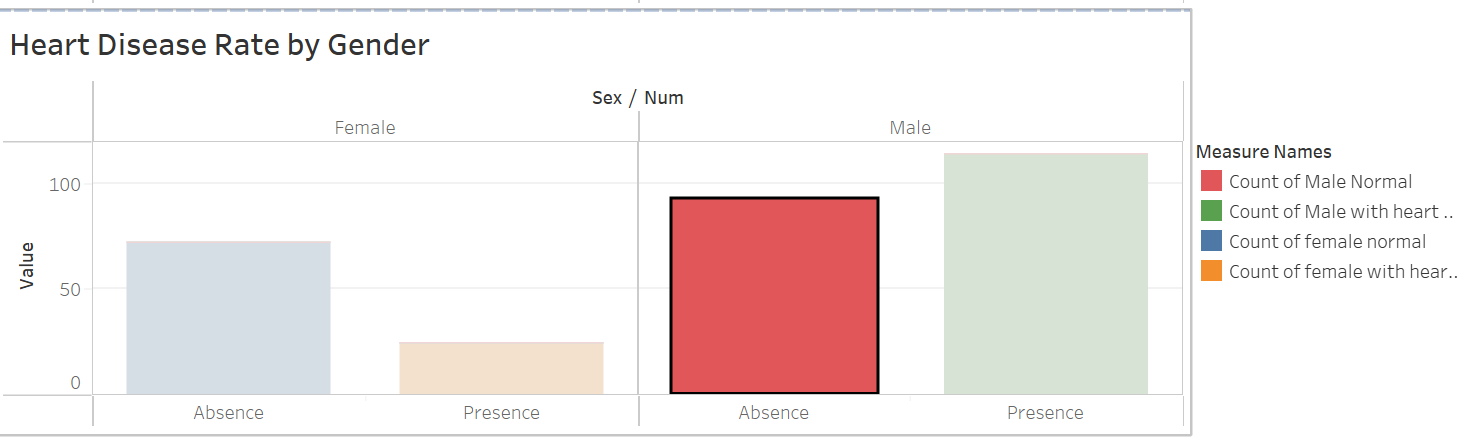 Heart Disease Rate by Gender
Sex / Num
Female Male
Value
100
50
0
Absence Presence Absence Presence
Measure Names
Count of Male Normal
Count of Male with heart ..
Count of female normal
Count of female with hear..